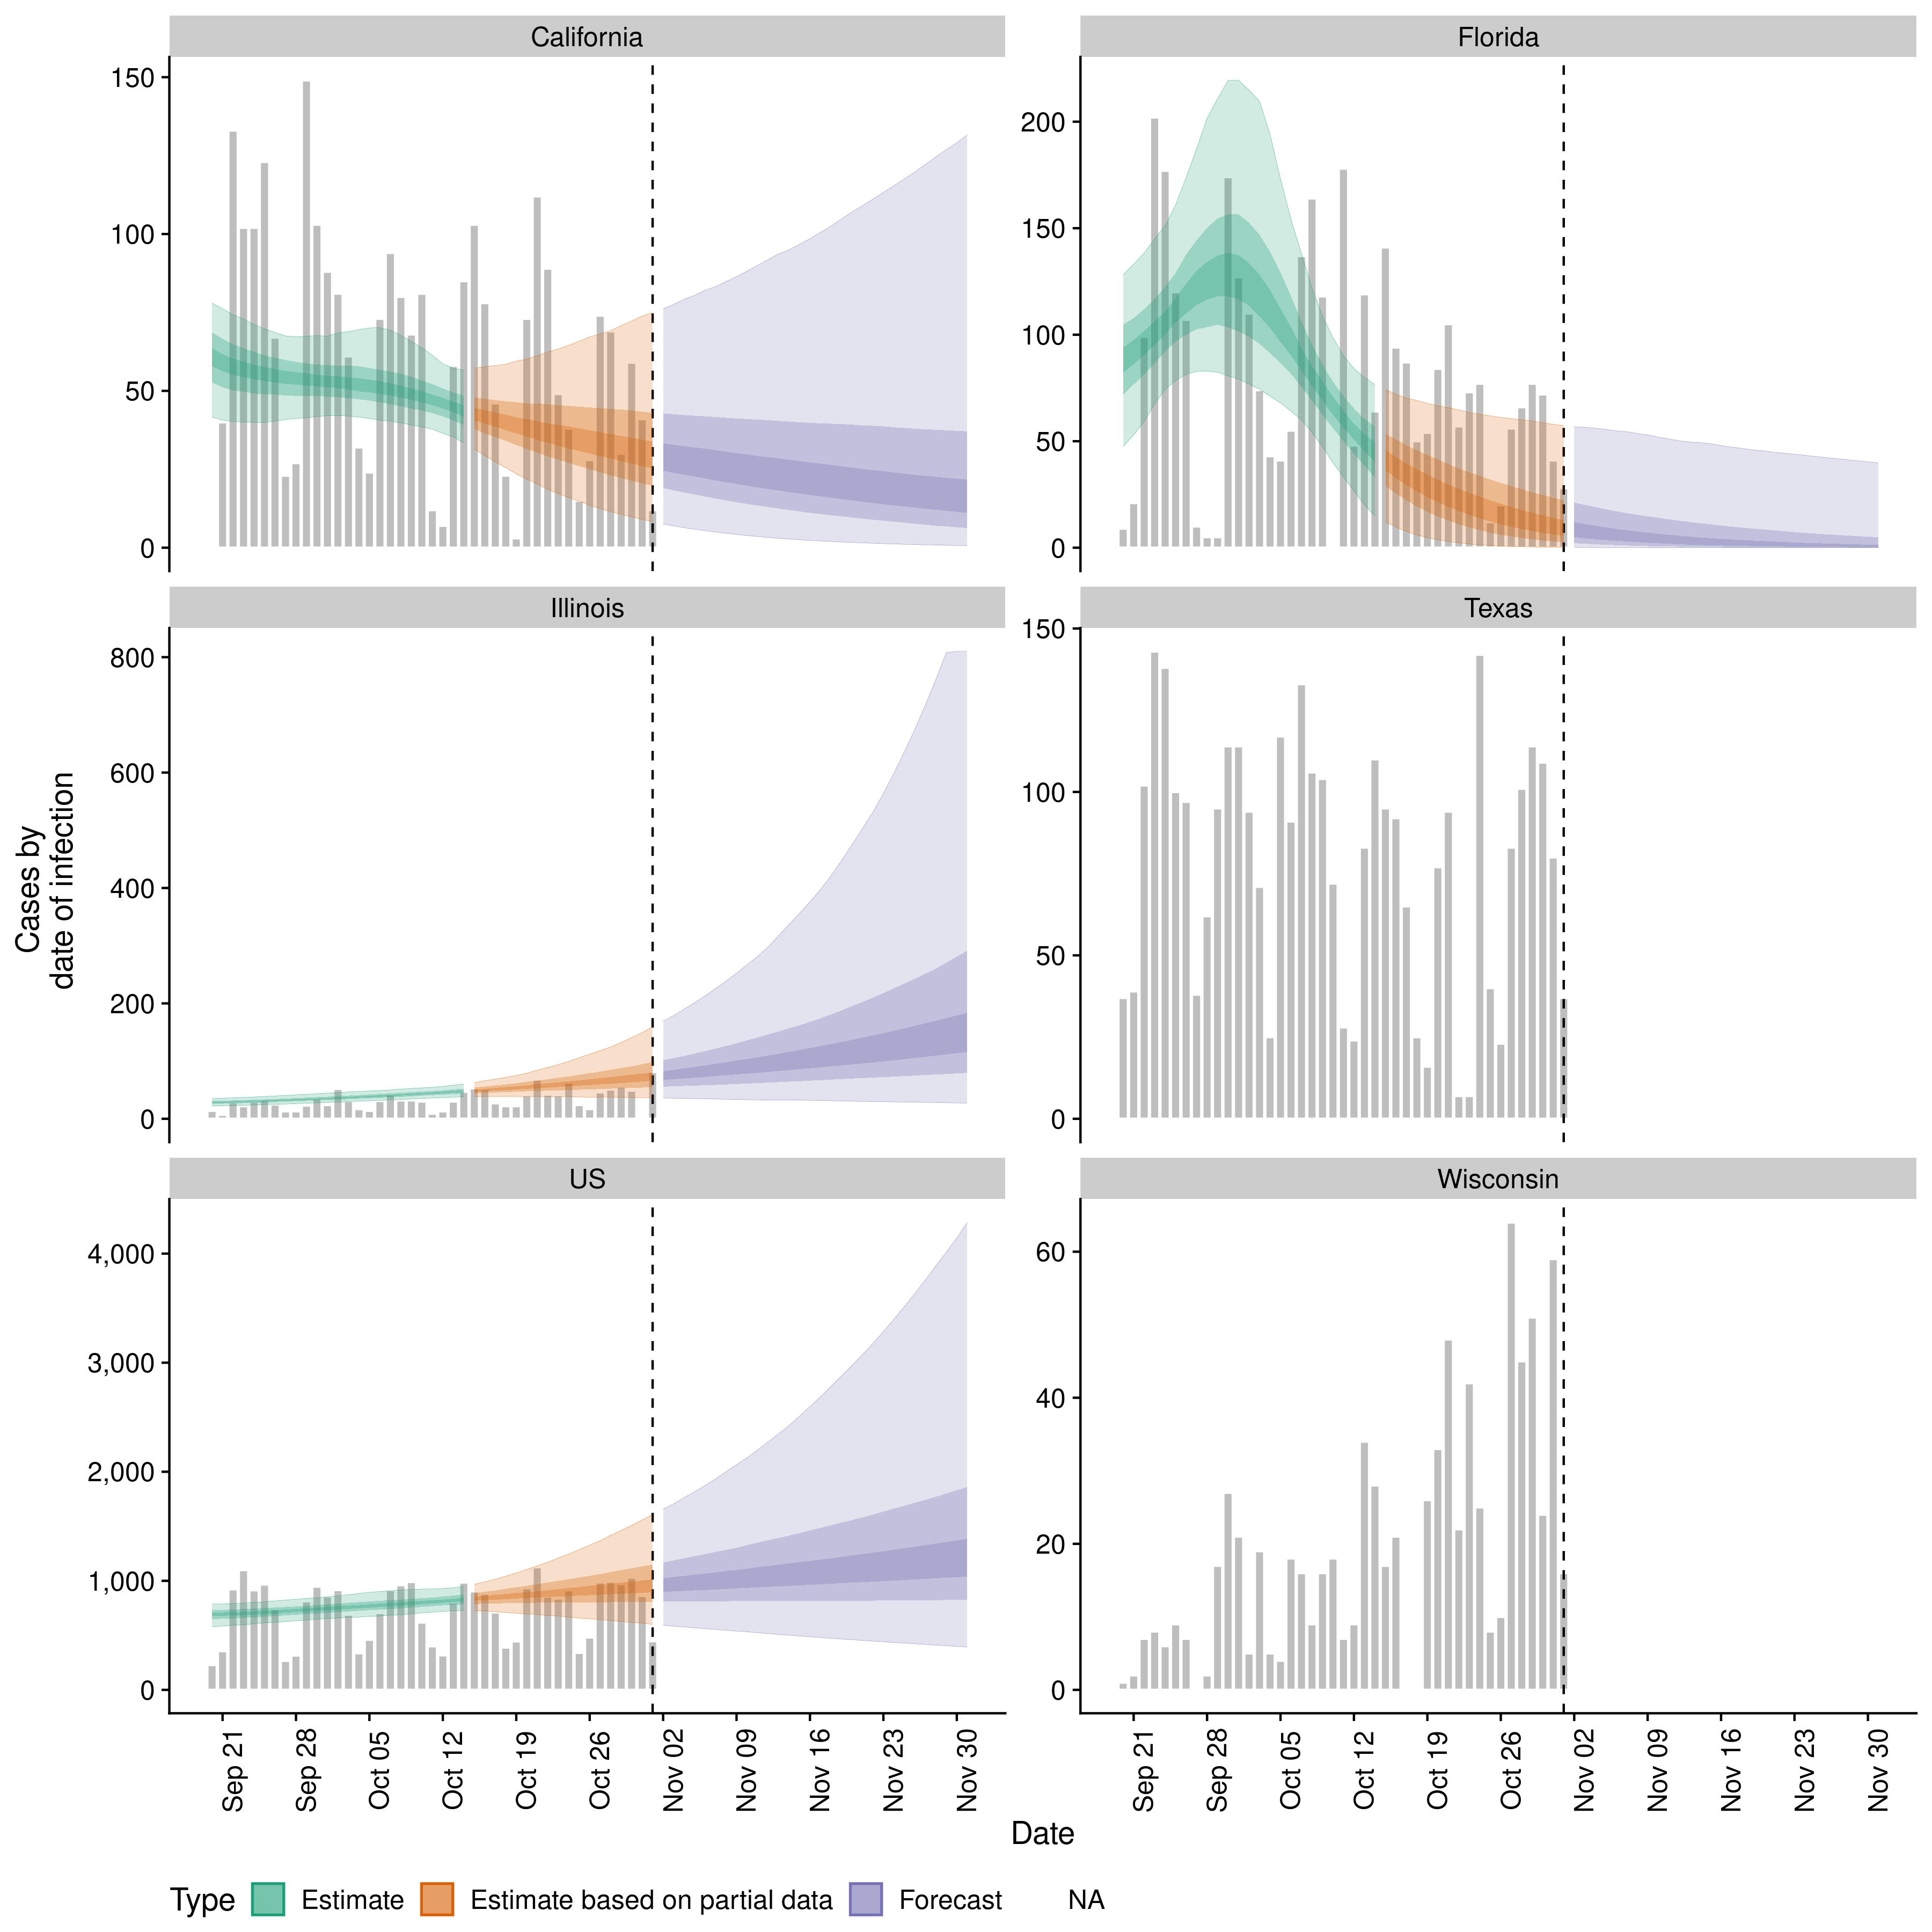 California
Florida
150
100
50
0
200
150
100
50
0
Illinois
Texas
800
600
400
200
0
150
100
50
0
US
Wisconsin
4,000
3,000
2,000
1,000
0
60
40
20
0
Cases by
date of infection
Sep 21
Sep 28
Oct 05
Oct 12
Oct 19
Oct 26
Nov 02
Nov 09
Nov 16
Nov 23
Nov 30
Sep 21
Sep 28
Oct 05
Oct 12
Oct 19
Oct 26
Nov 02
Nov 09
Nov 16
Nov 23
Nov 30
Date
Type Estimate Estimate based on partial data Forecast NA